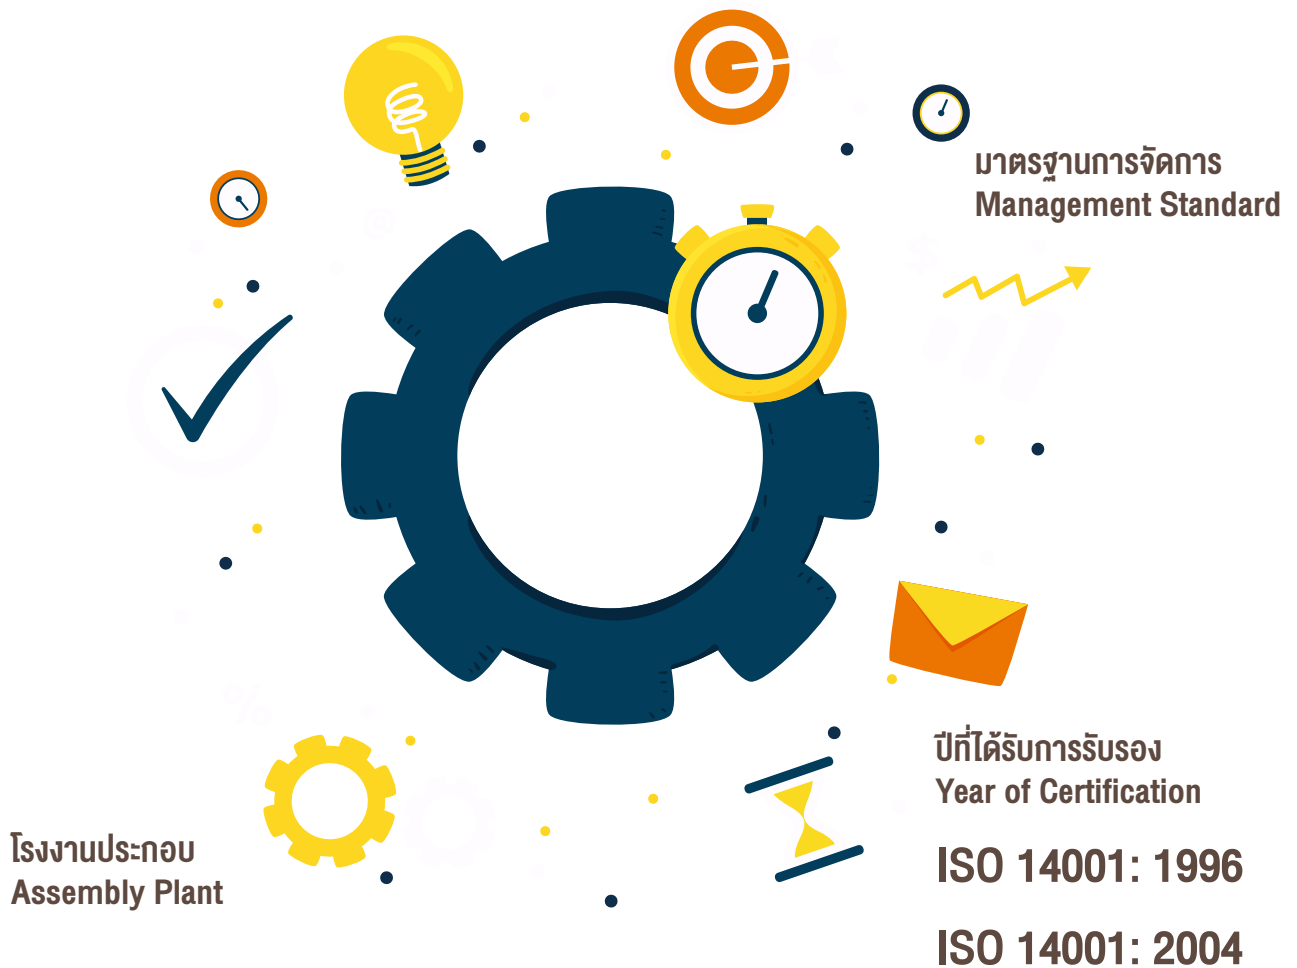 มาตรฐานการจัดการ
Management Standard
ปีที่ได้รับการรับรอง
Year of Certification
ISO 14001: 1996
ISO 14001: 2004
โรงงานประกอบ
Assembly Plant